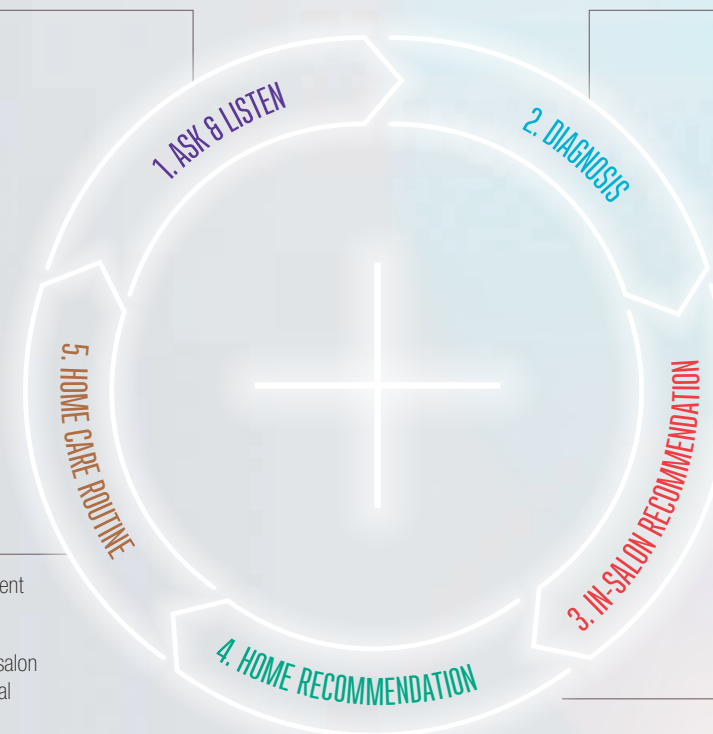 1. ASK & LISTEN
2. DIAGNOSIS
3. IN-SALON RECOMMENDATION
4. HOME RECOMMENDATION
5. HOME CARE ROUTINE